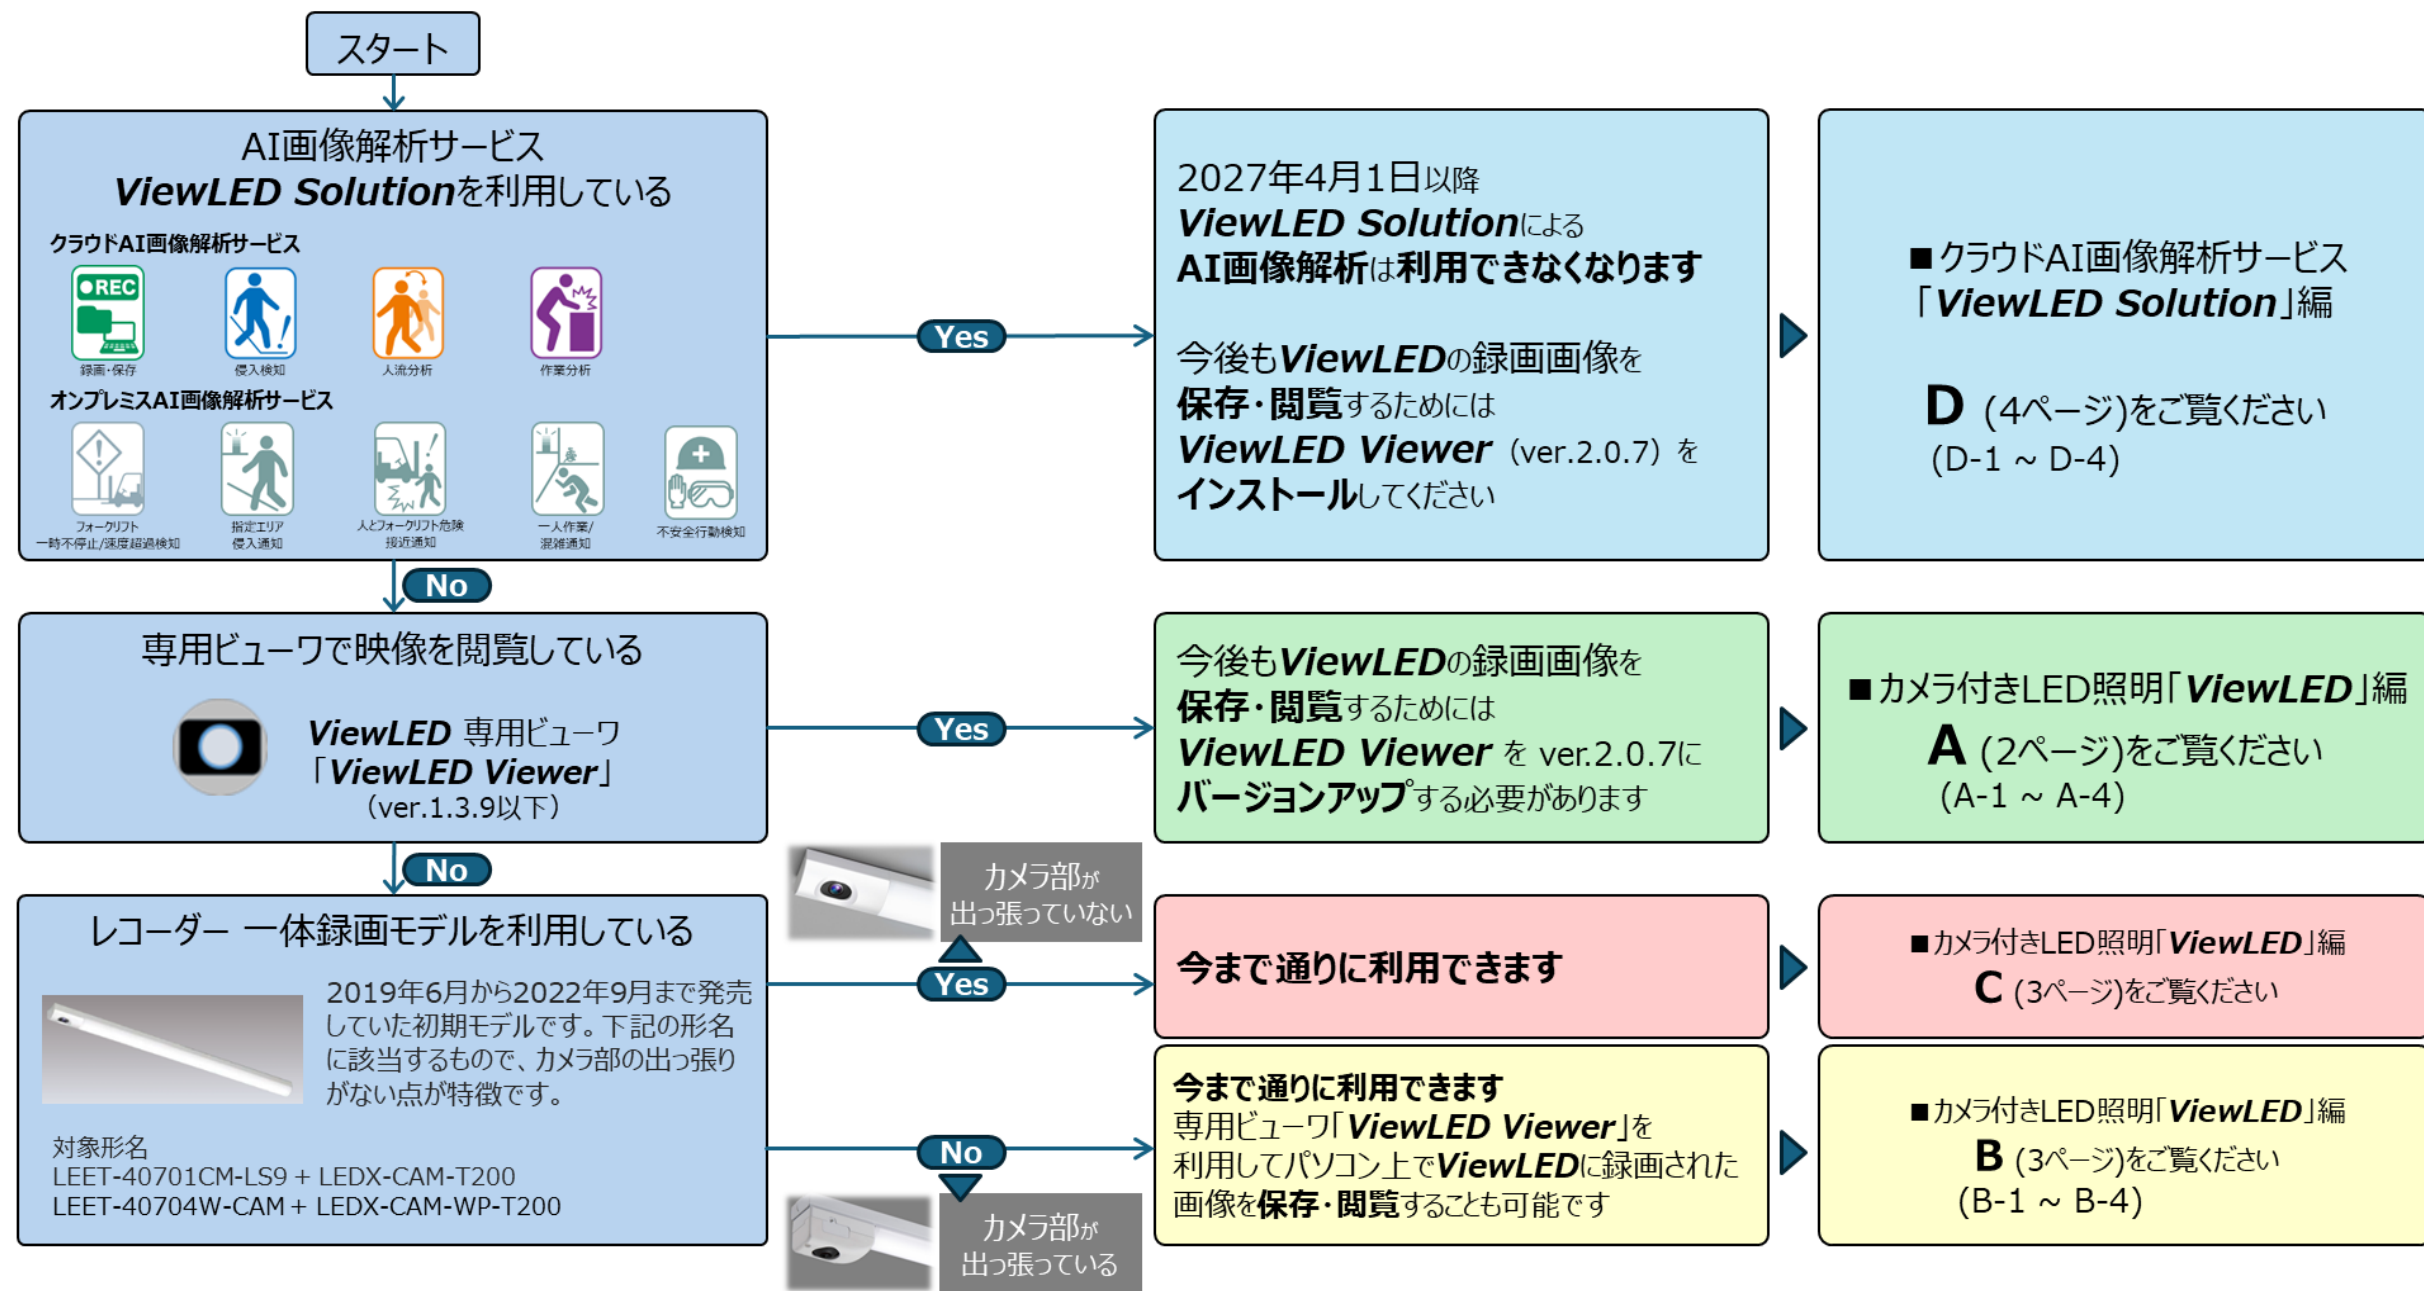 スタート
AI画像解析サービス
ViewLED Solutionを利用している
クラウドAI画像解析サービス
●REC
録画・保存
侵入検知
人流分析
作業分析
オンプレミスAI画像解析サービス
フォークリフト
一時不停止/速度超過検知
指定エリア
侵入通知
人とフォークリフト危険
接近通知
一人作業/
混雑通知
不安全行動検知
Yes
2027年4月1日以降
ViewLED Solutionによる
AI画像解析は利用できなくなります
今後もViewLEDの録画画像を
保存・閲覧するためには
ViewLED Viewer（ver.2.0.7）を
インストールしてください
■クラウドAI画像解析サービス
「ViewLED Solution」編
D (4ページ)をご覧ください
(D-1 ~ D-4)
No
専用ビューワで映像を閲覧している
ViewLED 専用ビューワ
「ViewLED Viewer」
（ver.1.3.9以下）
Yes
今後もViewLEDの録画画像を
保存・閲覧するためには
ViewLED Viewer を ver.2.0.7に
バージョンアップする必要があります
■カメラ付きLED照明「ViewLED」編
A (2ページ)をご覧ください
(A-1 ~ A-4)
No
レコーダー 一体録画モデルを利用している
2019年6月から2022年9月まで発売
していた初期モデルです。下記の形名
に該当するもので、カメラ部の出っ張り
がない点が特徴です。
対象形名
LEET-40701CM-LS9 + LEDX-CAM-T200
LEET-40704W-CAM + LEDX-CAM-WP-T200
カメラ部が
出っ張っていない
Yes
今まで通りに利用できます
■カメラ付きLED照明「ViewLED」編
C (3ページ)をご覧ください
No
カメラ部が
出っ張っている
今まで通りに利用できます
専用ビューワ「ViewLED Viewer」を
利用してパソコン上でViewLEDに録画された
画像を保存・閲覧することも可能です
■カメラ付きLED照明「ViewLED」編
B (3ページ)をご覧ください
(B-1 ~ B-4)